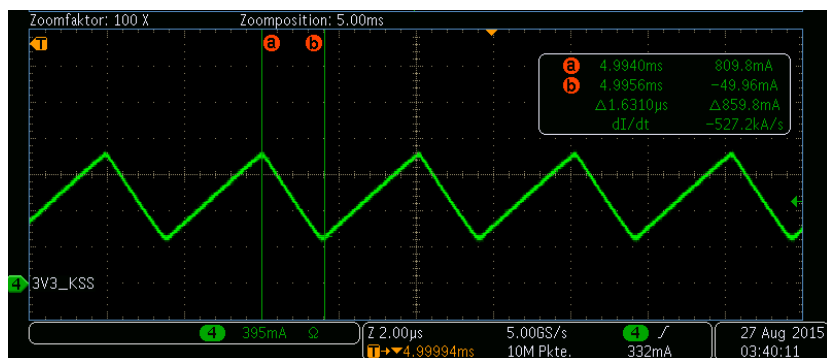 Zoomfaktor: 100 X Zoomposition: 5.00ms
T
a b
a 4.9940ms 809.8mA
b 4.9956ms -49.96mA
Δ1.6310µs Δ859.8mA
dI/dt -527.2kA/s
4 3V3_KSS
4 395mA Ω
Z 2.00µs 5.00GS/s 4 27 Aug 2015
T→▼4.99994ms 10M Pkte. 332mA 03:40:11